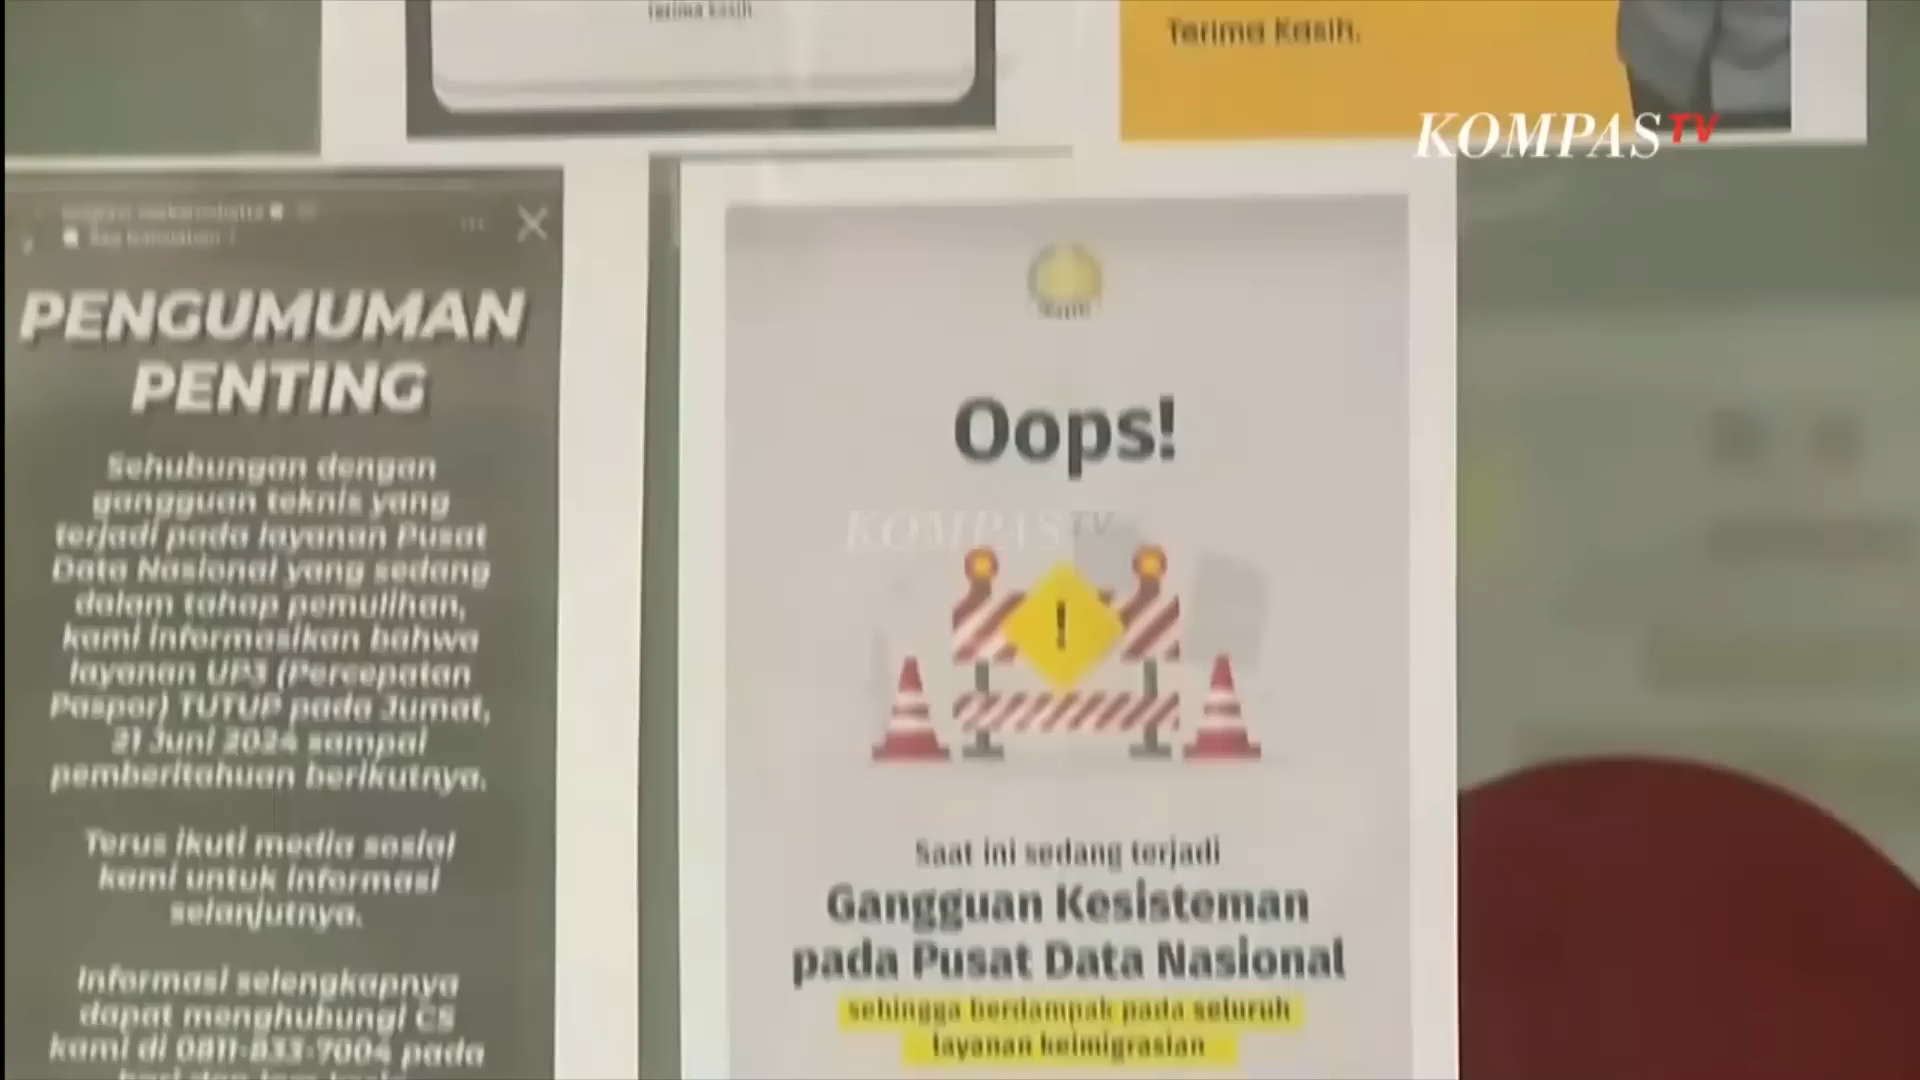 Terima Kasih.
Terima Kasih.
KOMPAS TV
PENGUMUMAN
PENTING
Sehubungan dengan
gangguan teknis yang
terjadi pada layanan Pusat
Data Nasional yang sedang
dalam tahap pemulihan,
kami informasikan bahwa
layanan UP3 (Percepatan
Paspor) TUTUP pada Jumat,
21 Juni 2024 sampai
pemberitahuan berikutnya.
Terus ikuti media sosial
kami untuk informasi
selanjutnya.
Informasi selengkapnya
dapat menghubungi CS
kami di 0811-833-7004 pada
Oops!
KOMPAS TV
!
Saat ini sedang terjadi
Gangguan Kesisteman
pada Pusat Data Nasional
sehingga berdampak pada seluruh
layanan keimigrasian